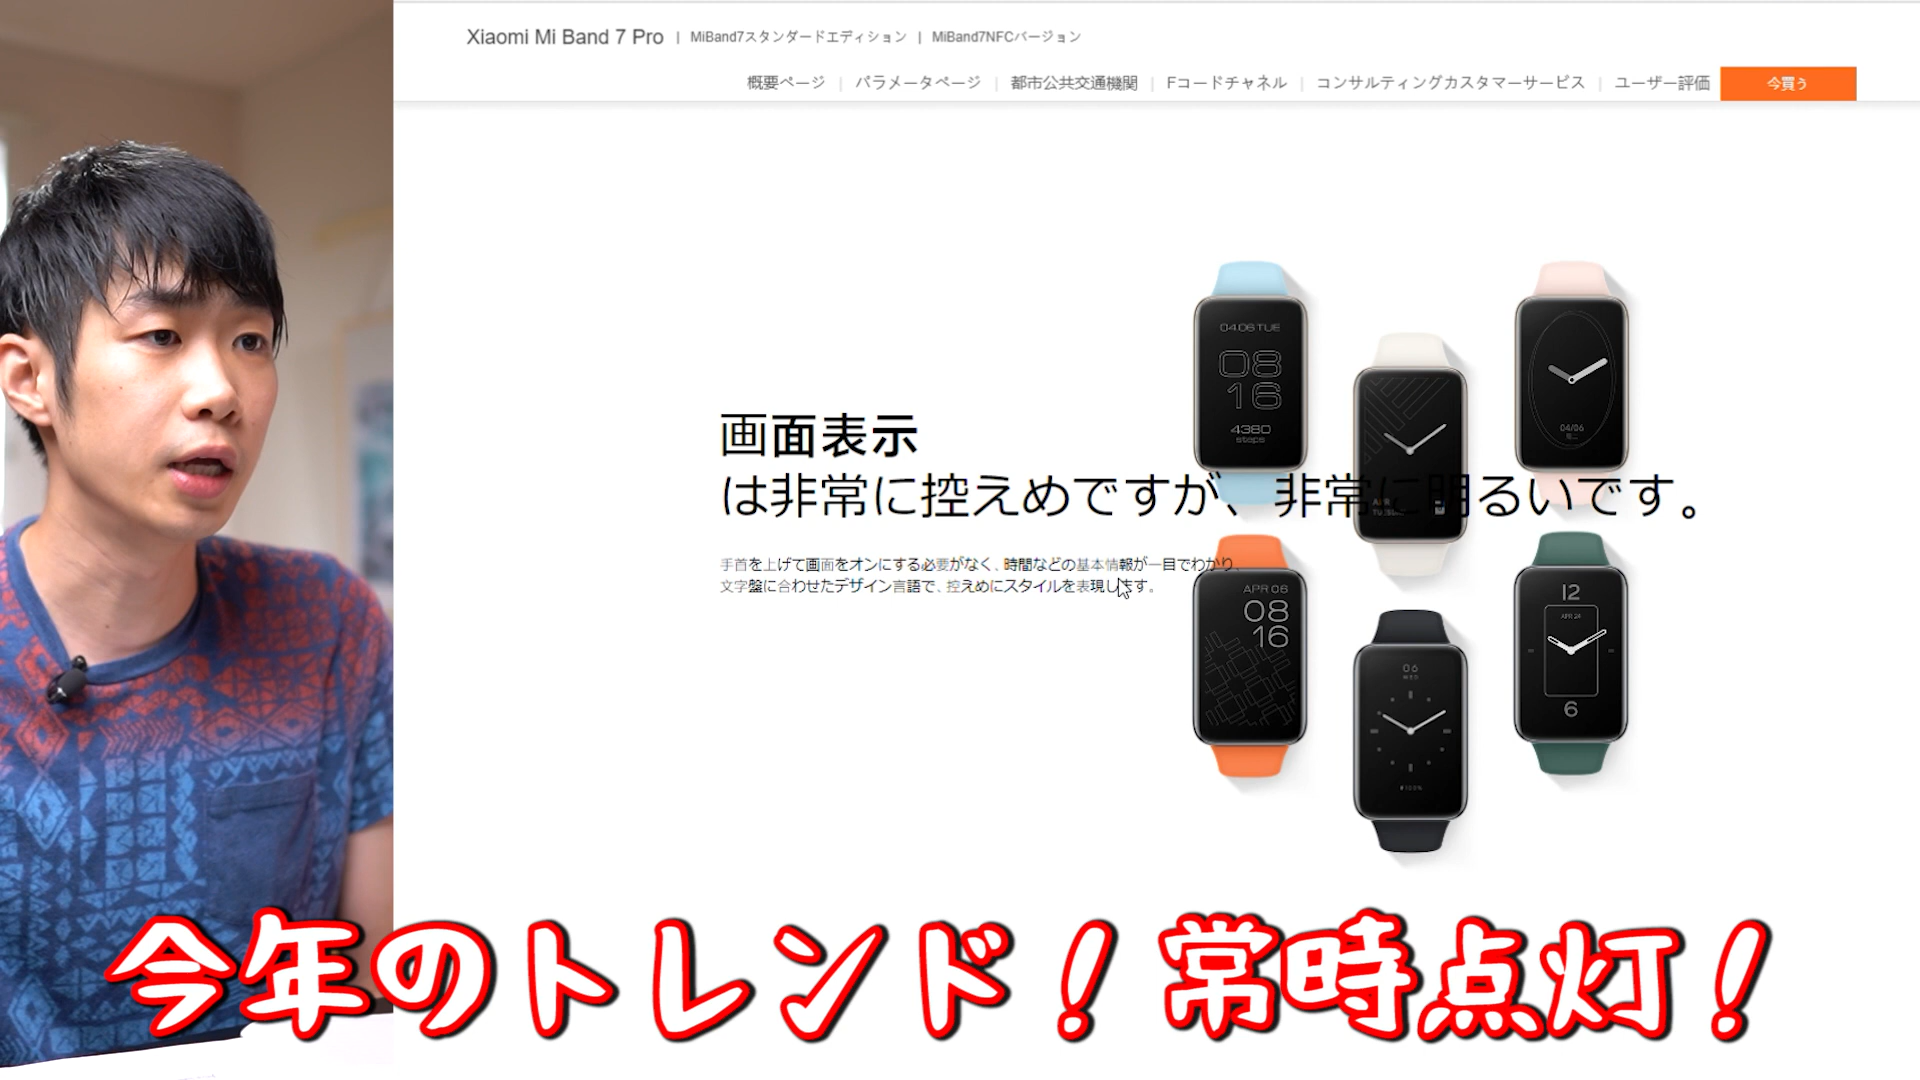 Xiaomi Mi Band 7 Pro | MiBand7スタンダードエディション | MiBand7NFCバージョン
概要ページ | パラメータページ | 都市公共交通機関 | Fコードチャネル | コンサルティングカスタマーサービス | ユーザー評価 今買う
画面表示
は非常に控えめですが、非常に明るいです。
手首を上げて画面をオンにする必要がなく、時間などの基本情報が一目でわかり、
文字盤に合わせたデザイン言語で、控えめにスタイルを表現します。
04.06 TUE
08
16
4380
steps
04/06
APR 06
08
16
06
WED
12
APR 24
6
今年のトレンド!常時点灯!